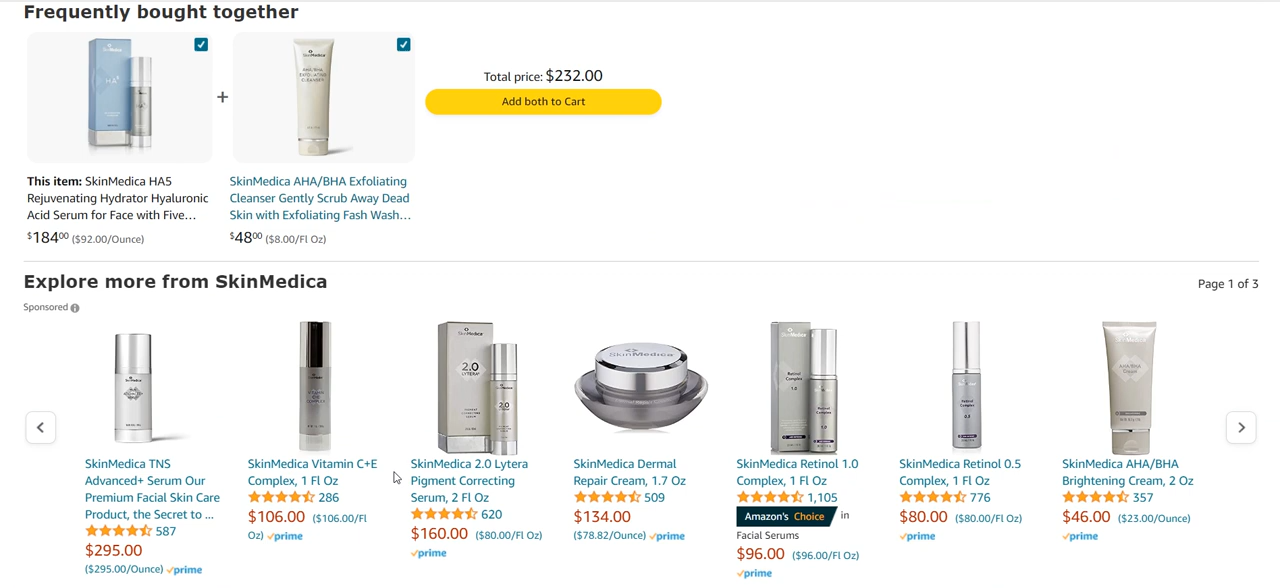 Frequently bought together
+
Total price: $232.00
Add both to Cart
This item: SkinMedica HA5
Rejuvenating Hydrator Hyaluronic
Acid Serum for Face with Five...
$184⁰⁰ ($92.00/Ounce)
SkinMedica AHA/BHA Exfoliating
Cleanser Gently Scrub Away Dead
Skin with Exfoliating Fash Wash...
$48⁰⁰ ($8.00/Fl Oz)
Explore more from SkinMedica
Page 1 of 3
Sponsored
SkinMedica TNS
Advanced+ Serum Our
Premium Facial Skin Care
Product, the Secret to ...
587
$295.00
($295.00/Ounce) prime
SkinMedica Vitamin C+E
Complex, 1 Fl Oz
286
$106.00 ($106.00/Fl
Oz) prime
SkinMedica 2.0 Lytera
Pigment Correcting
Serum, 2 Fl Oz
620
$160.00 ($80.00/Fl Oz)
prime
SkinMedica Dermal
Repair Cream, 1.7 Oz
509
$134.00
($78.82/Ounce) prime
SkinMedica Retinol 1.0
Complex, 1 Fl Oz
1,105
Amazon's Choice in
Facial Serums
$96.00 ($96.00/Fl Oz)
prime
SkinMedica Retinol 0.5
Complex, 1 Fl Oz
776
$80.00 ($80.00/Fl Oz)
prime
SkinMedica AHA/BHA
Brightening Cream, 2 Oz
357
$46.00 ($23.00/Ounce)
prime